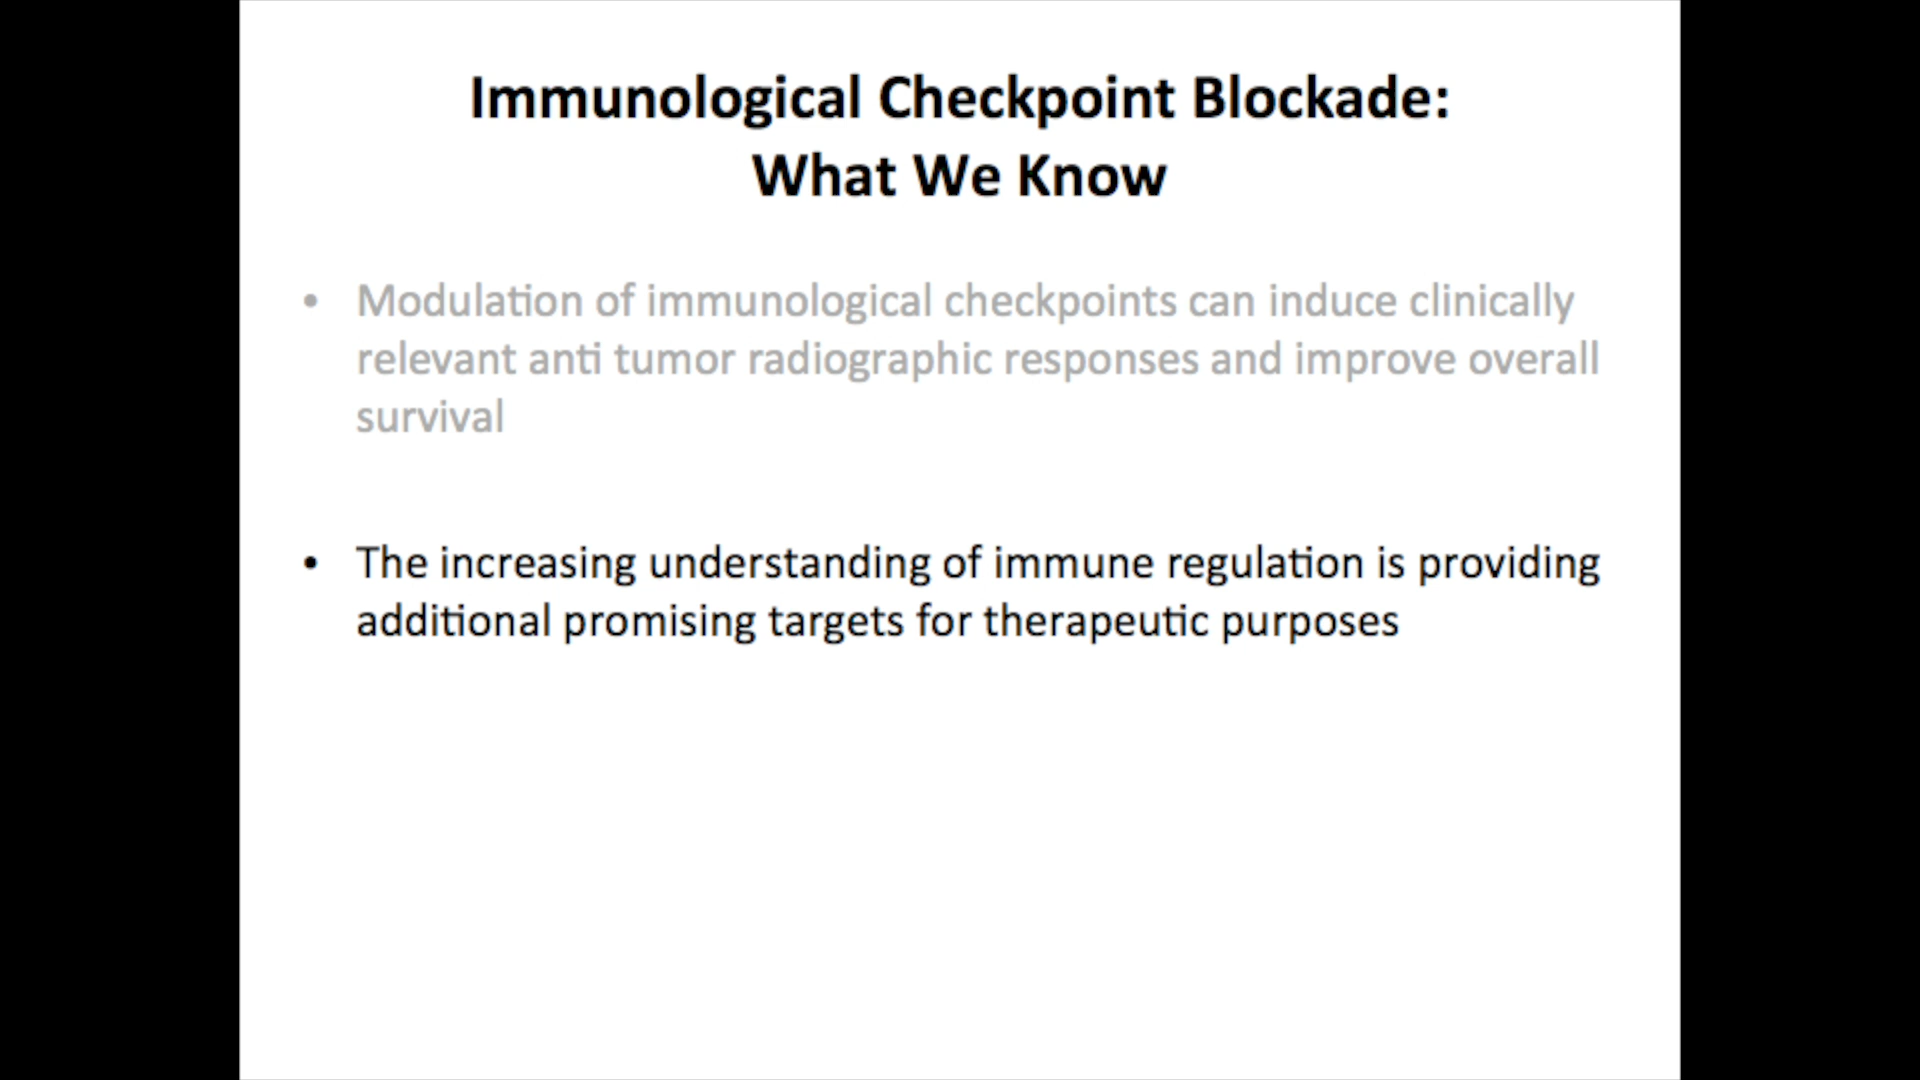 Immunological Checkpoint Blockade:
What We Know
• Modulation of immunological checkpoints can induce clinically
relevant anti tumor radiographic responses and improve overall
survival
• The increasing understanding of immune regulation is providing
additional promising targets for therapeutic purposes